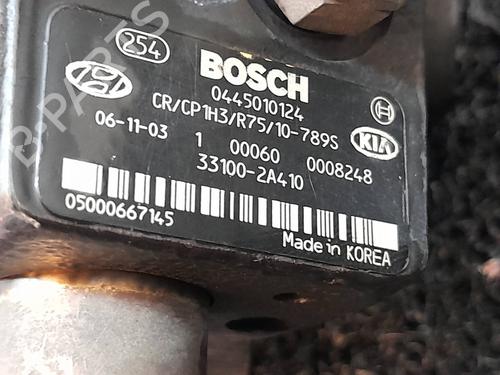 254
BOSCH
0445010124
CR/CP1H3/R75/10-789S
06-11-03 1 00060 0008248
KIA
33100-2A410
05000667145
Made in KOREA
B-PARTS